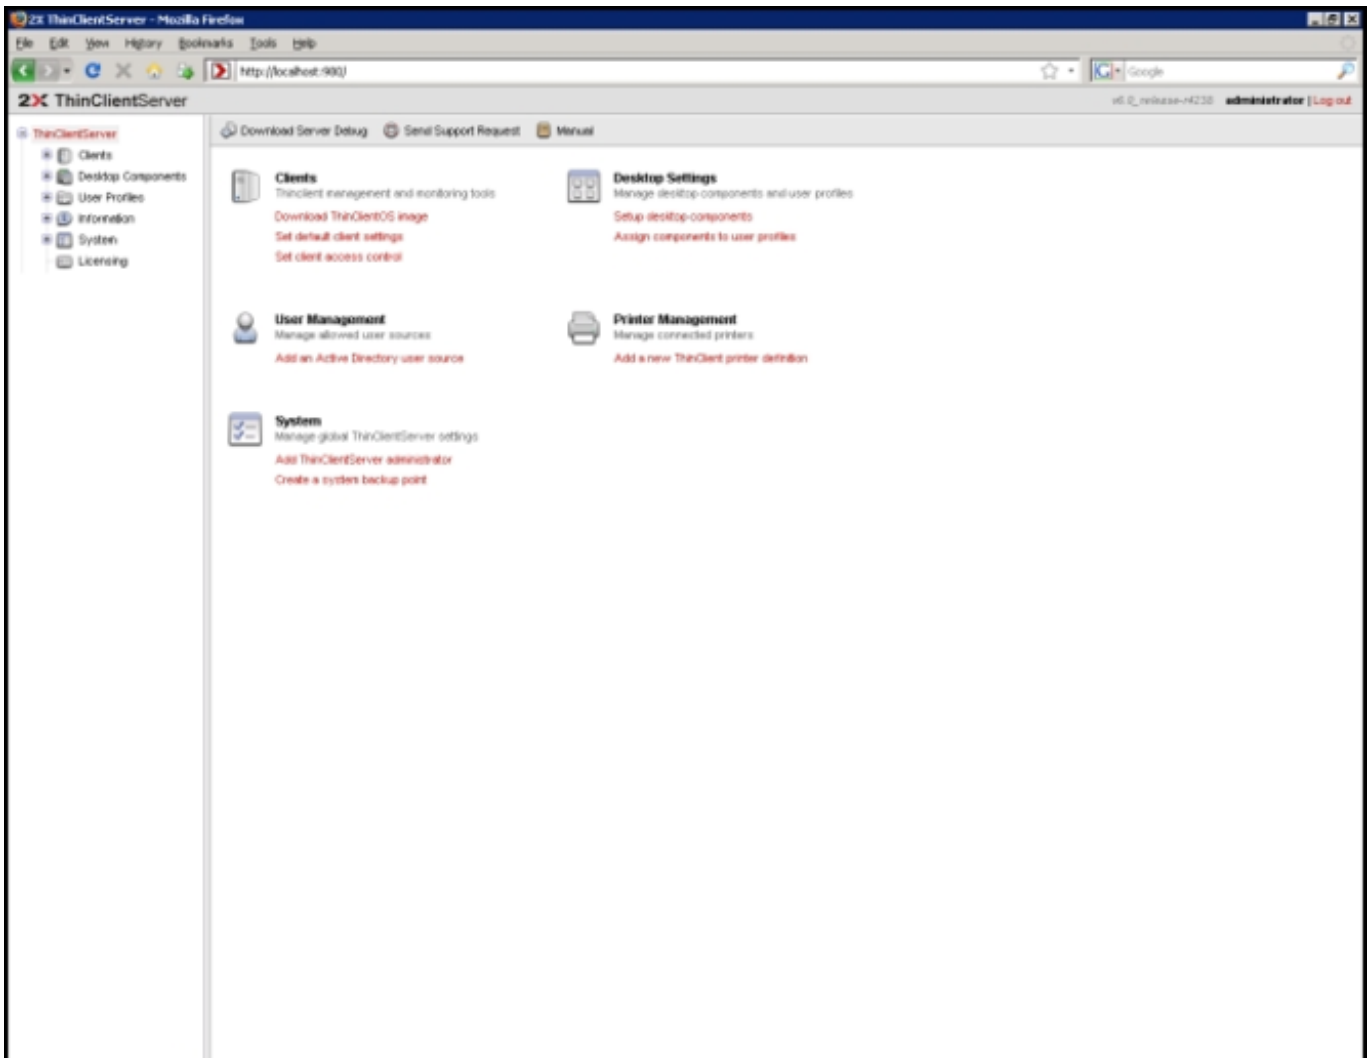 2X ThinClientServer - Mozilla Firefox
File Edit View History Bookmarks Tools Help
http://localhost:980/
Google
2X ThinClientServer
v6.0_release-r4238 administrator | Log out
ThinClientServer
Clients
Desktop Components
User Profiles
Information
System
Licensing
Download Server Debug Send Support Request Manual
Clients
Thinclient management and monitoring tools
Download ThinClientOS image
Set default client settings
Set client access control
Desktop Settings
Manage desktop components and user profiles
Setup desktop components
Assign components to user profiles
User Management
Manage allowed user sources
Add an Active Directory user source
Printer Management
Manage connected printers
Add a new ThinClient printer definition
System
Manage global ThinClientServer settings
Add ThinClientServer administrator
Create a system backup point